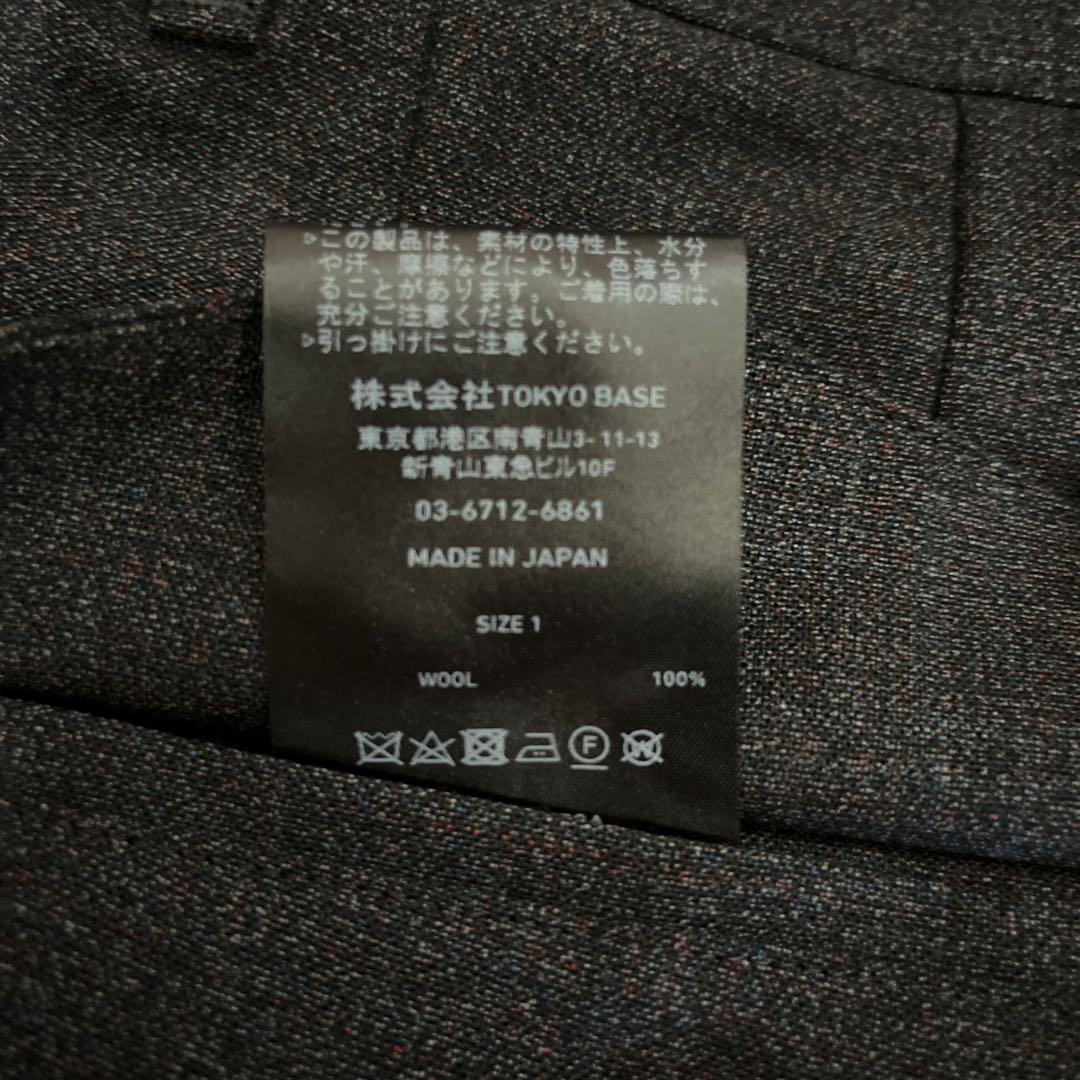 ▷この製品は、素材の特性上、水分
や汗、摩擦などにより、色落ちす
ることがあります。ご着用の際は、
充分ご注意ください。
▷引っ掛けにご注意ください。
株式会社TOKYO BASE
東京都港区南青山3-11-13
新青山東急ビル10F
03-6712-6861
MADE IN JAPAN
SIZE 1
WOOL 100%
F W